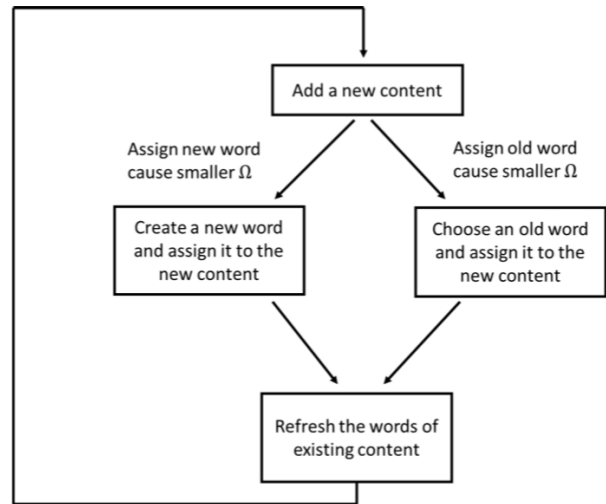 Add a new content
Assign new word
cause smaller Ω
Assign old word
cause smaller Ω
Create a new word
and assign it to the
new content
Choose an old word
and assign it to the
new content
Refresh the words of
existing content